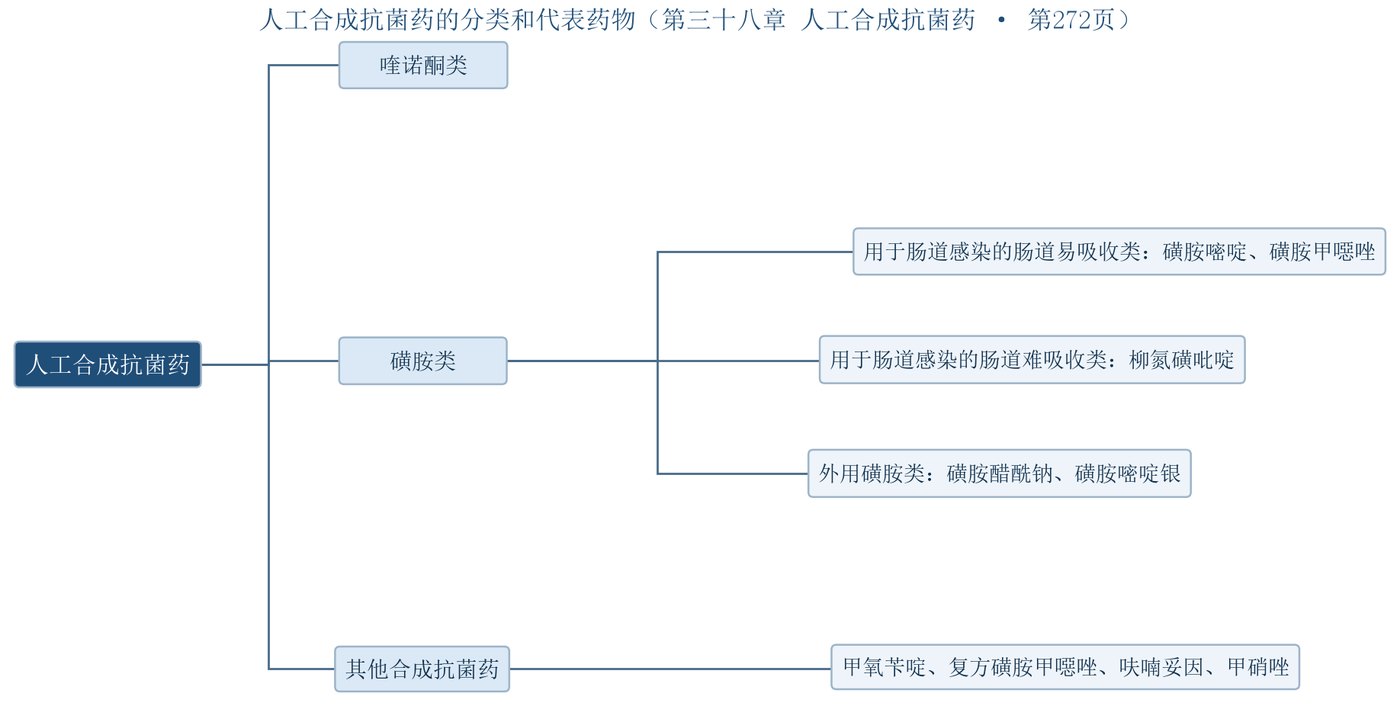 人工合成抗菌药的分类和代表药物（第三十八章 人工合成抗菌药 • 第272页）
喹诺酮类
用于肠道感染的肠道易吸收类：磺胺嘧啶、磺胺甲噁唑
人工合成抗菌药
磺胺类
用于肠道感染的肠道难吸收类：柳氮磺吡啶
外用磺胺类：磺胺醋酰钠、磺胺嘧啶银
其他合成抗菌药
甲氧苄啶、复方磺胺甲噁唑、呋喃妥因、甲硝唑